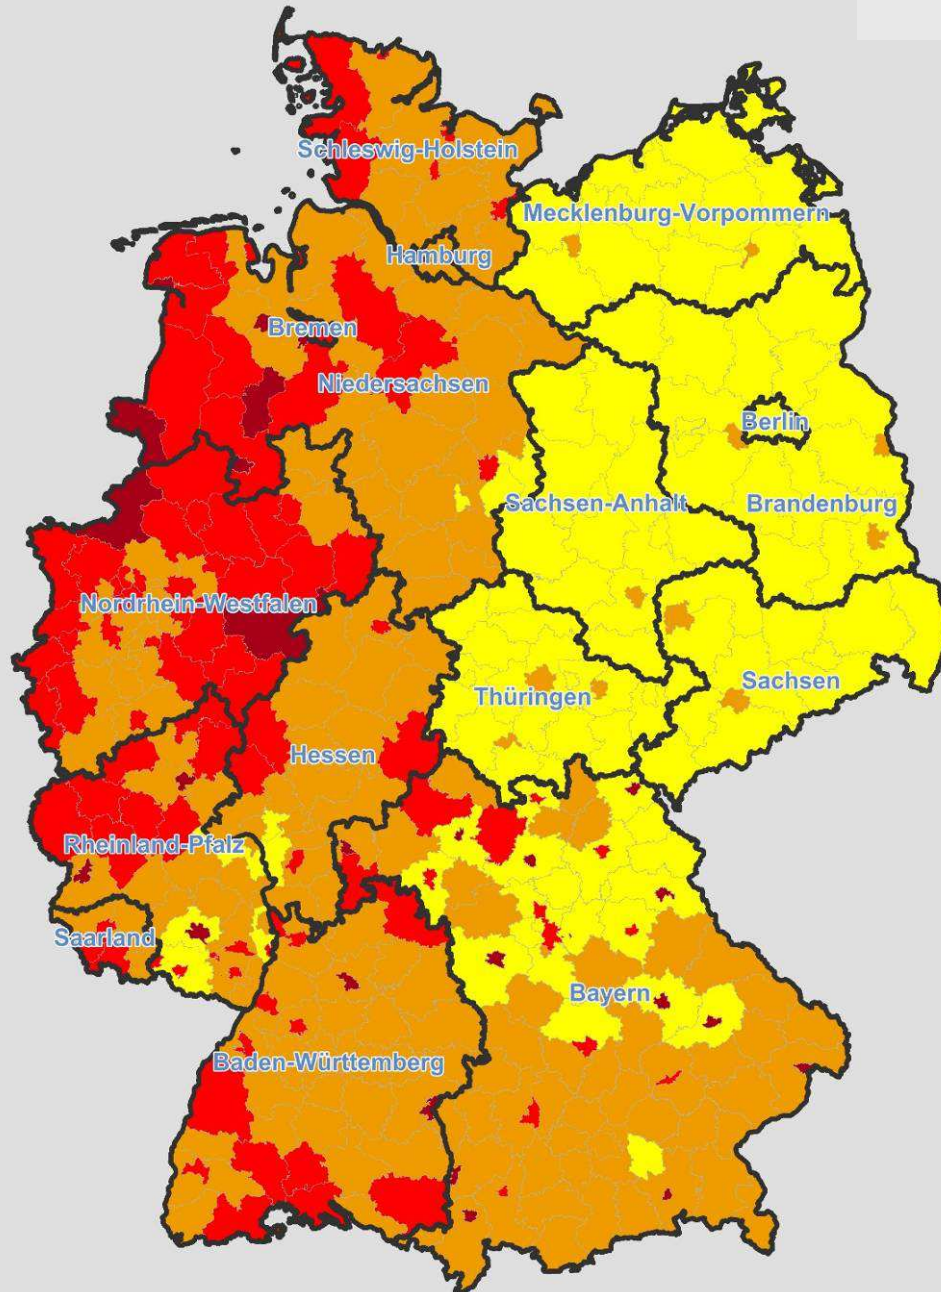 Schleswig-Holstein
Mecklenburg-Vorpommern
Hamburg
Bremen
Niedersachsen
Berlin
Sachsen-Anhalt
Brandenburg
Nordrhein-Westfalen
Sachsen
Thüringen
Hessen
Rheinland-Pfalz
Saarland
Bayern
Baden-Württemberg